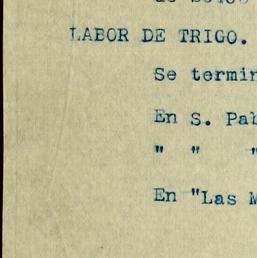 LABOR DE TRIGO.
Se termin
En S. Pab
" " "
En "Las M